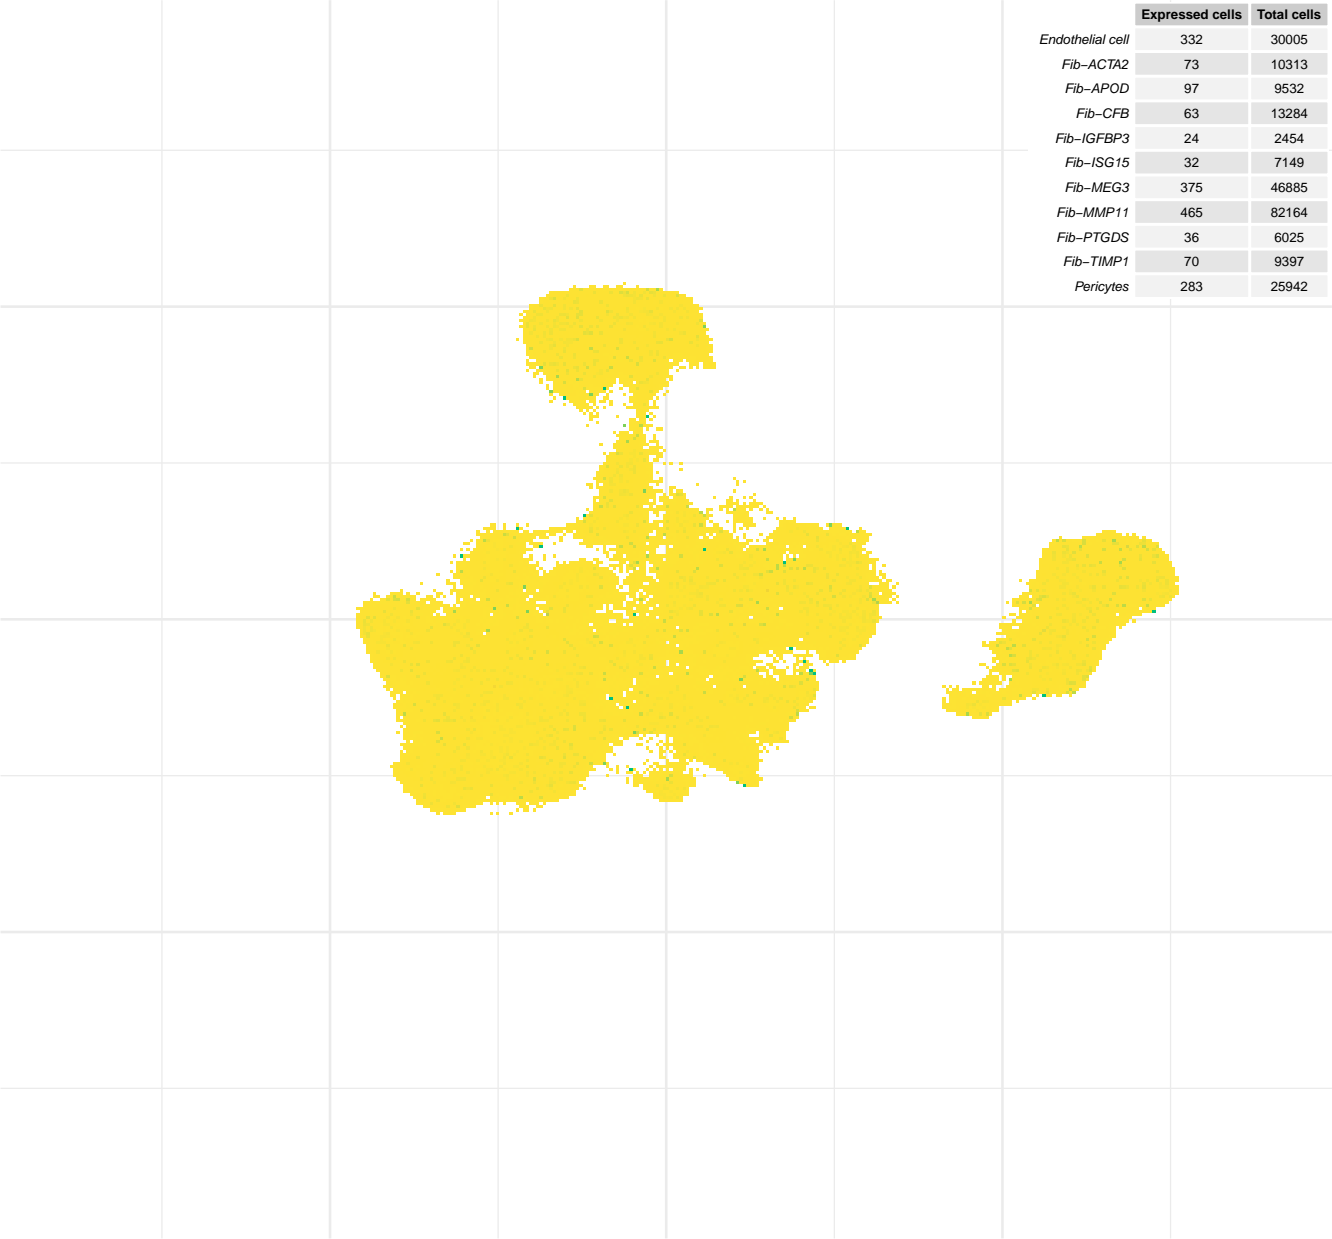 Expressed cells Total cells
Endothelial cell 332 30005
Fib−ACTA2 73 10313
Fib−APOD 97 9532
Fib−CFB 63 13284
Fib−IGFBP3 24 2454
Fib−ISG15 32 7149
Fib−MEG3 375 46885
Fib−MMP11 465 82164
Fib−PTGDS 36 6025
Fib−TIMP1 70 9397
Pericytes 283 25942